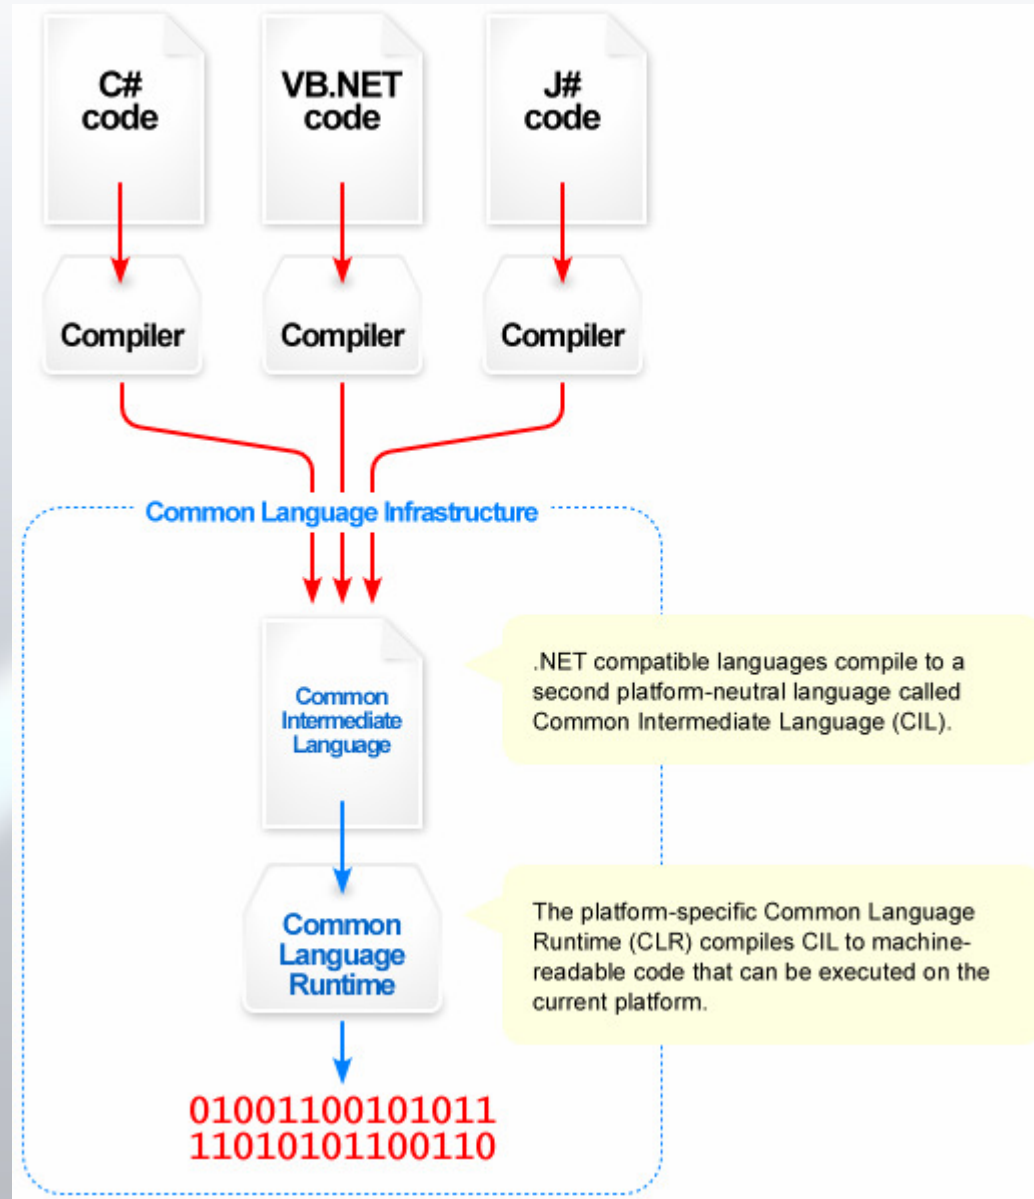 C#
code
VB.NET
code
J#
code
Compiler
Compiler
Compiler
Common Language Infrastructure
Common
Intermediate
Language
.NET compatible languages compile to a
second platform-neutral language called
Common Intermediate Language (CIL).
Common
Language
Runtime
The platform-specific Common Language
Runtime (CLR) compiles CIL to machine-
readable code that can be executed on the
current platform.
01001100101011
11010101100110